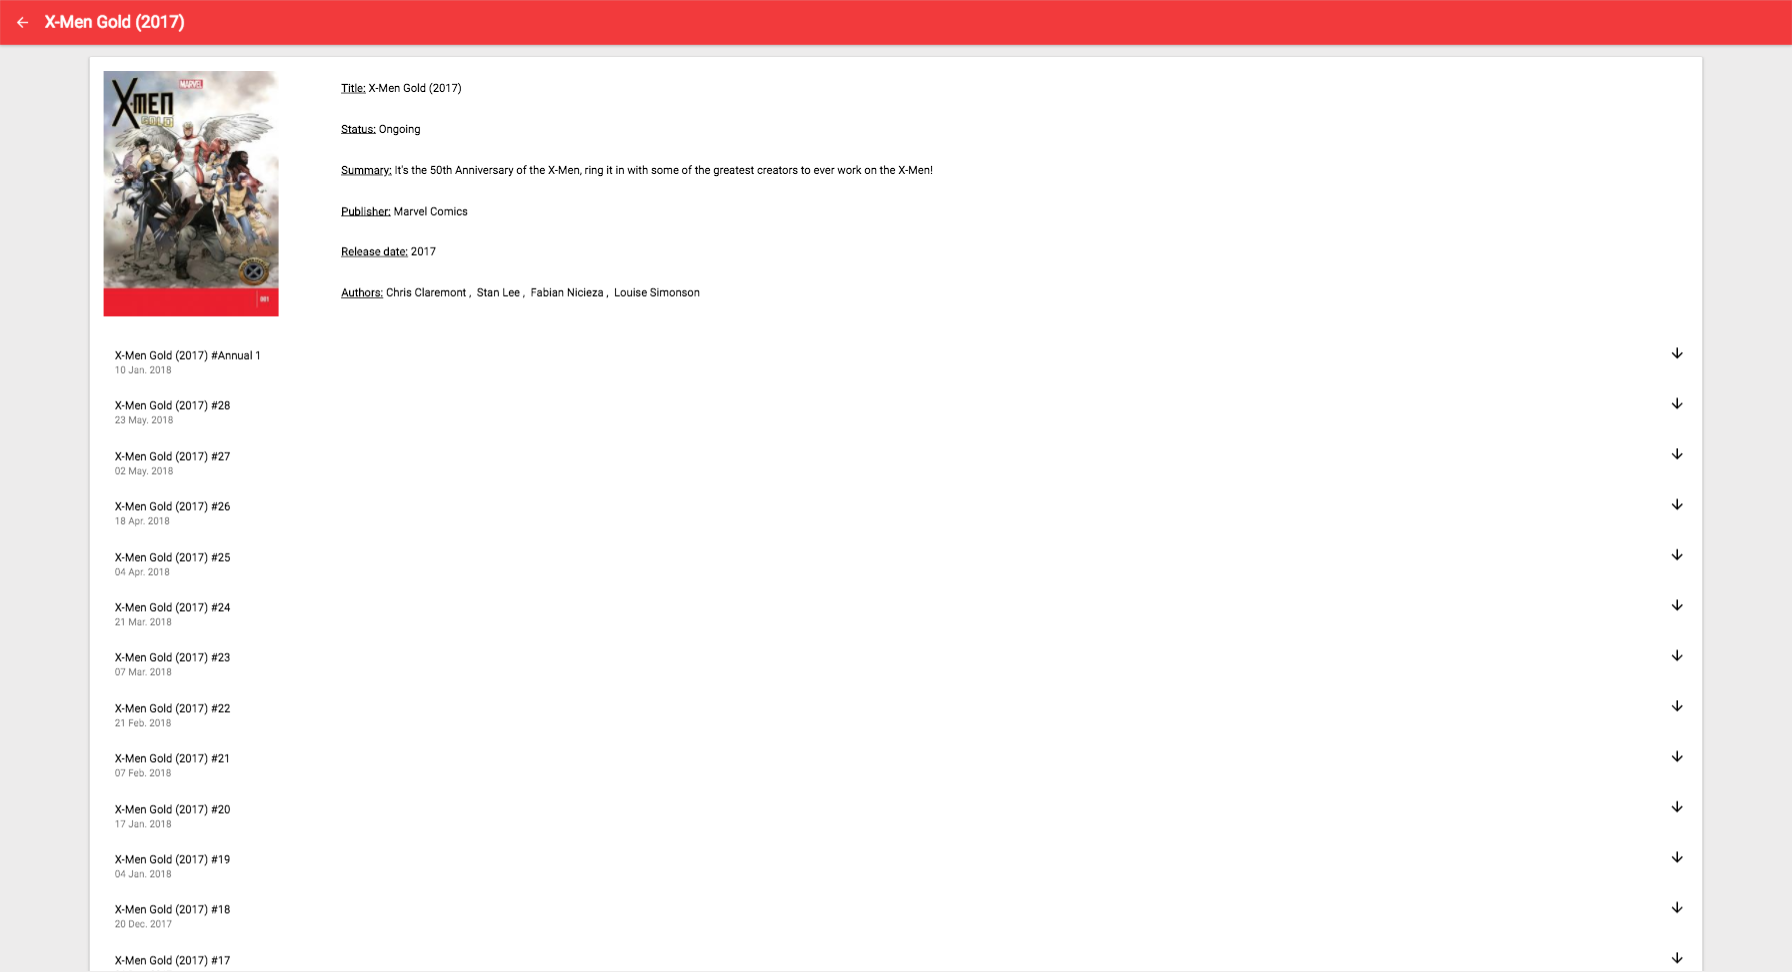 X-Men Gold (2017)
MARVEL
X-MEN
GOLD
001
Title: X-Men Gold (2017)
Status: Ongoing
Summary: It's the 50th Anniversary of the X-Men, ring it in with some of the greatest creators to ever work on the X-Men!
Publisher: Marvel Comics
Release date: 2017
Authors: Chris Claremont , Stan Lee , Fabian Nicieza , Louise Simonson
X-Men Gold (2017) #Annual 1
10 Jan. 2018
X-Men Gold (2017) #28
23 May. 2018
X-Men Gold (2017) #27
02 May. 2018
X-Men Gold (2017) #26
18 Apr. 2018
X-Men Gold (2017) #25
04 Apr. 2018
X-Men Gold (2017) #24
21 Mar. 2018
X-Men Gold (2017) #23
07 Mar. 2018
X-Men Gold (2017) #22
21 Feb. 2018
X-Men Gold (2017) #21
07 Feb. 2018
X-Men Gold (2017) #20
17 Jan. 2018
X-Men Gold (2017) #19
04 Jan. 2018
X-Men Gold (2017) #18
20 Dec. 2017
X-Men Gold (2017) #17